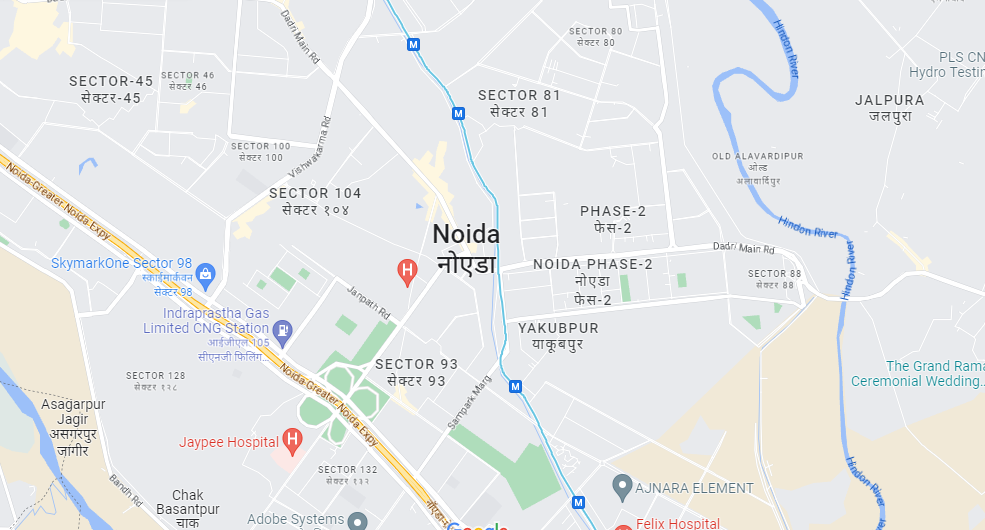 Dadri Main Rd
SECTOR 80
सेक्टर 80
Hindon River
PLS CN
Hydro Testin
SECTOR-45
सेक्टर-45
SECTOR 46
सेक्टर 46
SECTOR 81
सेक्टर 81
JALPURA
जलपुरा
Vishwakarma Rd
SECTOR 100
सेक्टर 100
OLD ALAVARDIPUR
ओल्ड
अलावार्दिपुर
Noida-Greater Noida Expy
SECTOR 104
सेक्टर १०४
PHASE-2
फेस-2
Hindon River
Noida
नोएडा
Dadri Main Rd
Hindon River
SkymarkOne Sector 98
स्काईमार्कवन
सेक्टर 98
NOIDA PHASE-2
नोएडा
फेस-2
SECTOR 88
सेक्टर 88
Janpath Rd
Indraprastha Gas
Limited CNG Station
आईजीएल 105
सीएनजी फिलिंग...
YAKUBPUR
याकूबपुर
SECTOR 93
सेक्टर 93
SECTOR 128
सेक्टर १२८
Noida-Greater Noida Expy
The Grand Rama
Ceremonial Wedding...
Sampark Marg
Asagarpur
Jagir
असगरपुर
जागीर
Jaypee Hospital
SECTOR 132
सेक्टर १३२
Hindon River
Bandh Rd
Chak
Basantpur
चाक
AJNARA ELEMENT
Adobe Systems
Google
Felix Hospital